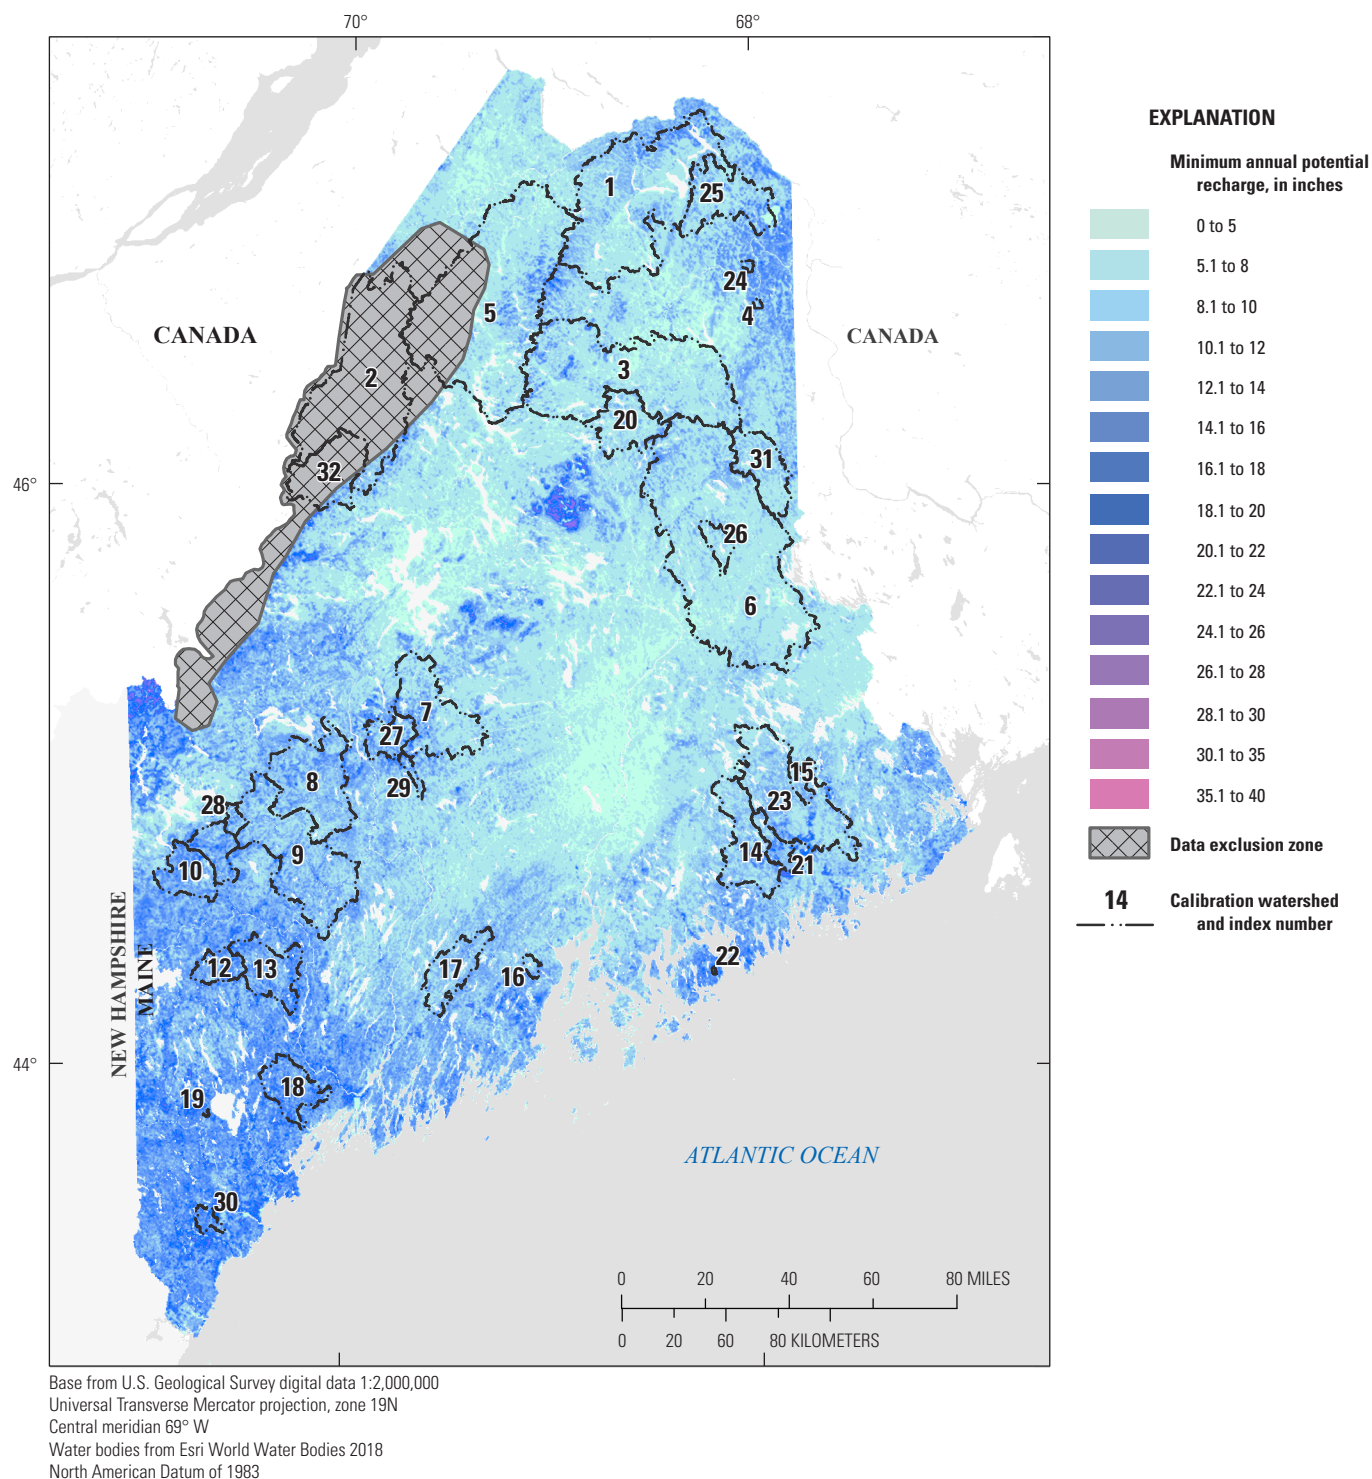 70°
68°
46°
44°
CANADA
CANADA
1
25
24
4
5
2
3
20
32
31
26
6
7
27
29
8
28
9
10
15
23
14
21
22
12
13
17
16
18
19
30
NEW HAMPSHIRE
MAINE
ATLANTIC OCEAN
0 20 40 60 80 MILES
0 20 60 80 KILOMETERS
EXPLANATION
Minimum annual potential
recharge, in inches
0 to 5
5.1 to 8
8.1 to 10
10.1 to 12
12.1 to 14
14.1 to 16
16.1 to 18
18.1 to 20
20.1 to 22
22.1 to 24
24.1 to 26
26.1 to 28
28.1 to 30
30.1 to 35
35.1 to 40
Data exclusion zone
14
Calibration watershed
and index number
Base from U.S. Geological Survey digital data 1:2,000,000
Universal Transverse Mercator projection, zone 19N
Central meridian 69° W
Water bodies from Esri World Water Bodies 2018
North American Datum of 1983